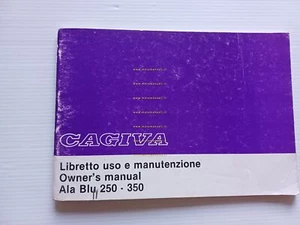 CAGIVA
Libretto uso e manutenzione
Owner's manual
Ala Blu 250 - 350